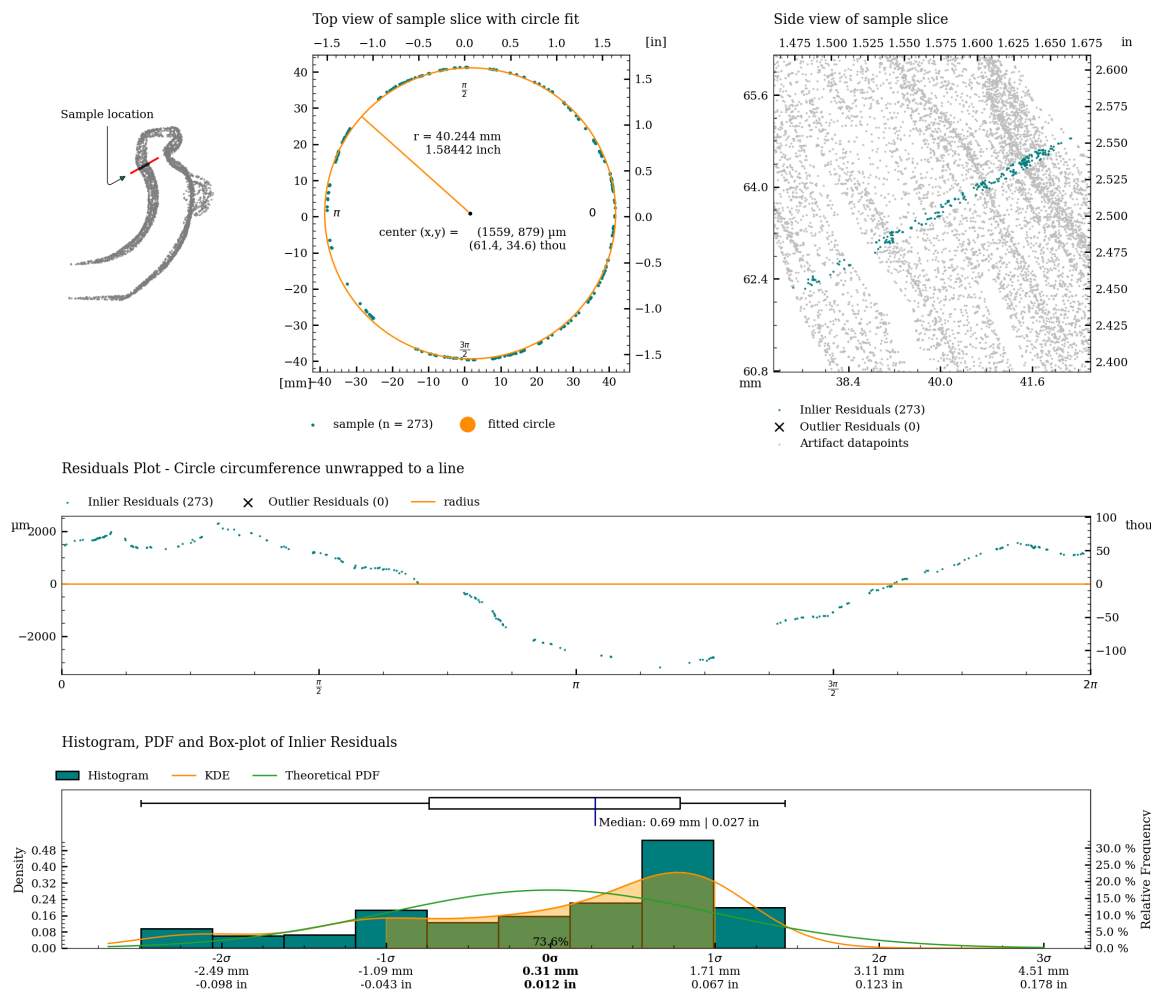 Top view of sample slice with circle fit
Side view of sample slice
−1.5 −1.0 −0.5 0.0 0.5 1.0 1.5 [in]
1.475 1.500 1.525 1.550 1.575 1.600 1.625 1.650 1.675 in
Sample location
40
30
20
10
0
−10
−20
−30
−40
π/2
r = 40.244 mm
1.58442 inch
π
0
center (x,y) = (1559, 879) µm
(61.4, 34.6) thou
3π/2
1.5
1.0
0.5
0.0
−0.5
−1.0
−1.5
[mm] −40 −30 −20 −10 0 10 20 30 40
65.6
64.0
62.4
60.8
2.600
2.575
2.550
2.525
2.500
2.475
2.450
2.425
2.400
mm 38.4 40.0 41.6
sample (n = 273) fitted circle
Inlier Residuals (273)
Outlier Residuals (0)
Artifact datapoints
Residuals Plot - Circle circumference unwrapped to a line
Inlier Residuals (273) Outlier Residuals (0) radius
µm
2000
0
−2000
100
50
0
−50
−100
thou
0 π/2 π 3π/2 2π
Histogram, PDF and Box-plot of Inlier Residuals
Histogram KDE Theoretical PDF
Median: 0.69 mm | 0.027 in
Density
0.48
0.40
0.32
0.24
0.16
0.08
0.00
73.6%
30.0 %
25.0 %
20.0 %
15.0 %
10.0 %
5.0 %
0.0 %
Relative Frequency
-2σ -1σ 0σ 1σ 2σ 3σ
-2.49 mm -1.09 mm 0.31 mm 1.71 mm 3.11 mm 4.51 mm
-0.098 in -0.043 in 0.012 in 0.067 in 0.123 in 0.178 in